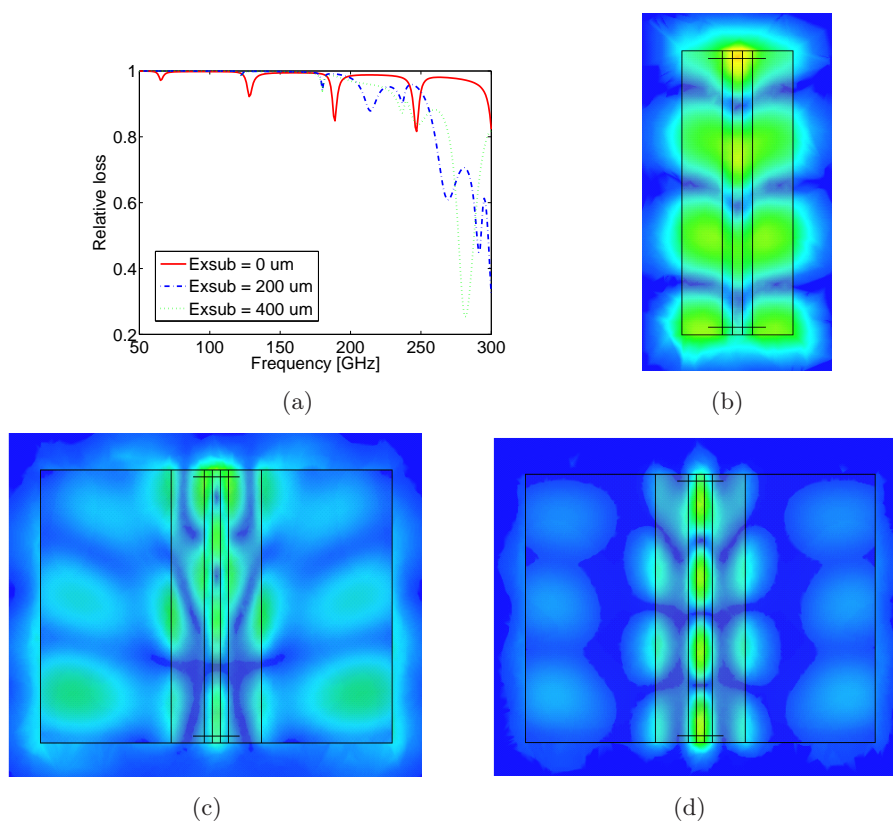 1
0.8
0.6
0.4
0.2
Relative loss
Exsub = 0 um
Exsub = 200 um
Exsub = 400 um
50 100 150 200 250 300
Frequency [GHz]
(a)
(b)
(c)
(d)